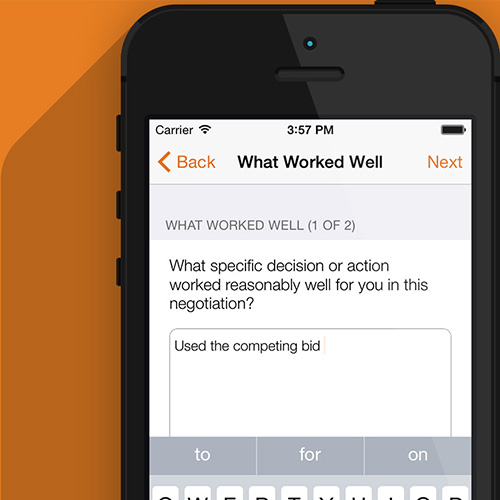 Carrier 3:57 PM
Back What Worked Well Next
WHAT WORKED WELL (1 OF 2)
What specific decision or action
worked reasonably well for you in this
negotiation?
Used the competing bid
to for on